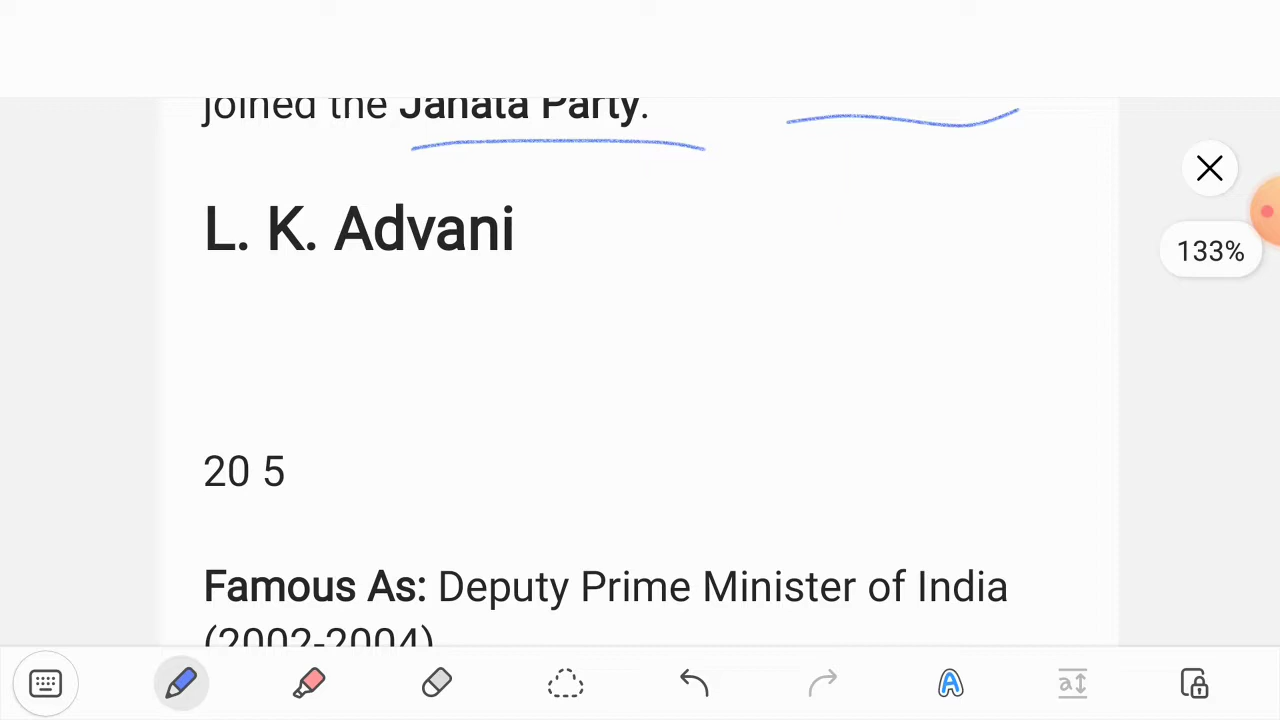 joined the Janata Party.
L. K. Advani
133%
20 5
Famous As: Deputy Prime Minister of India
(2002-2004)